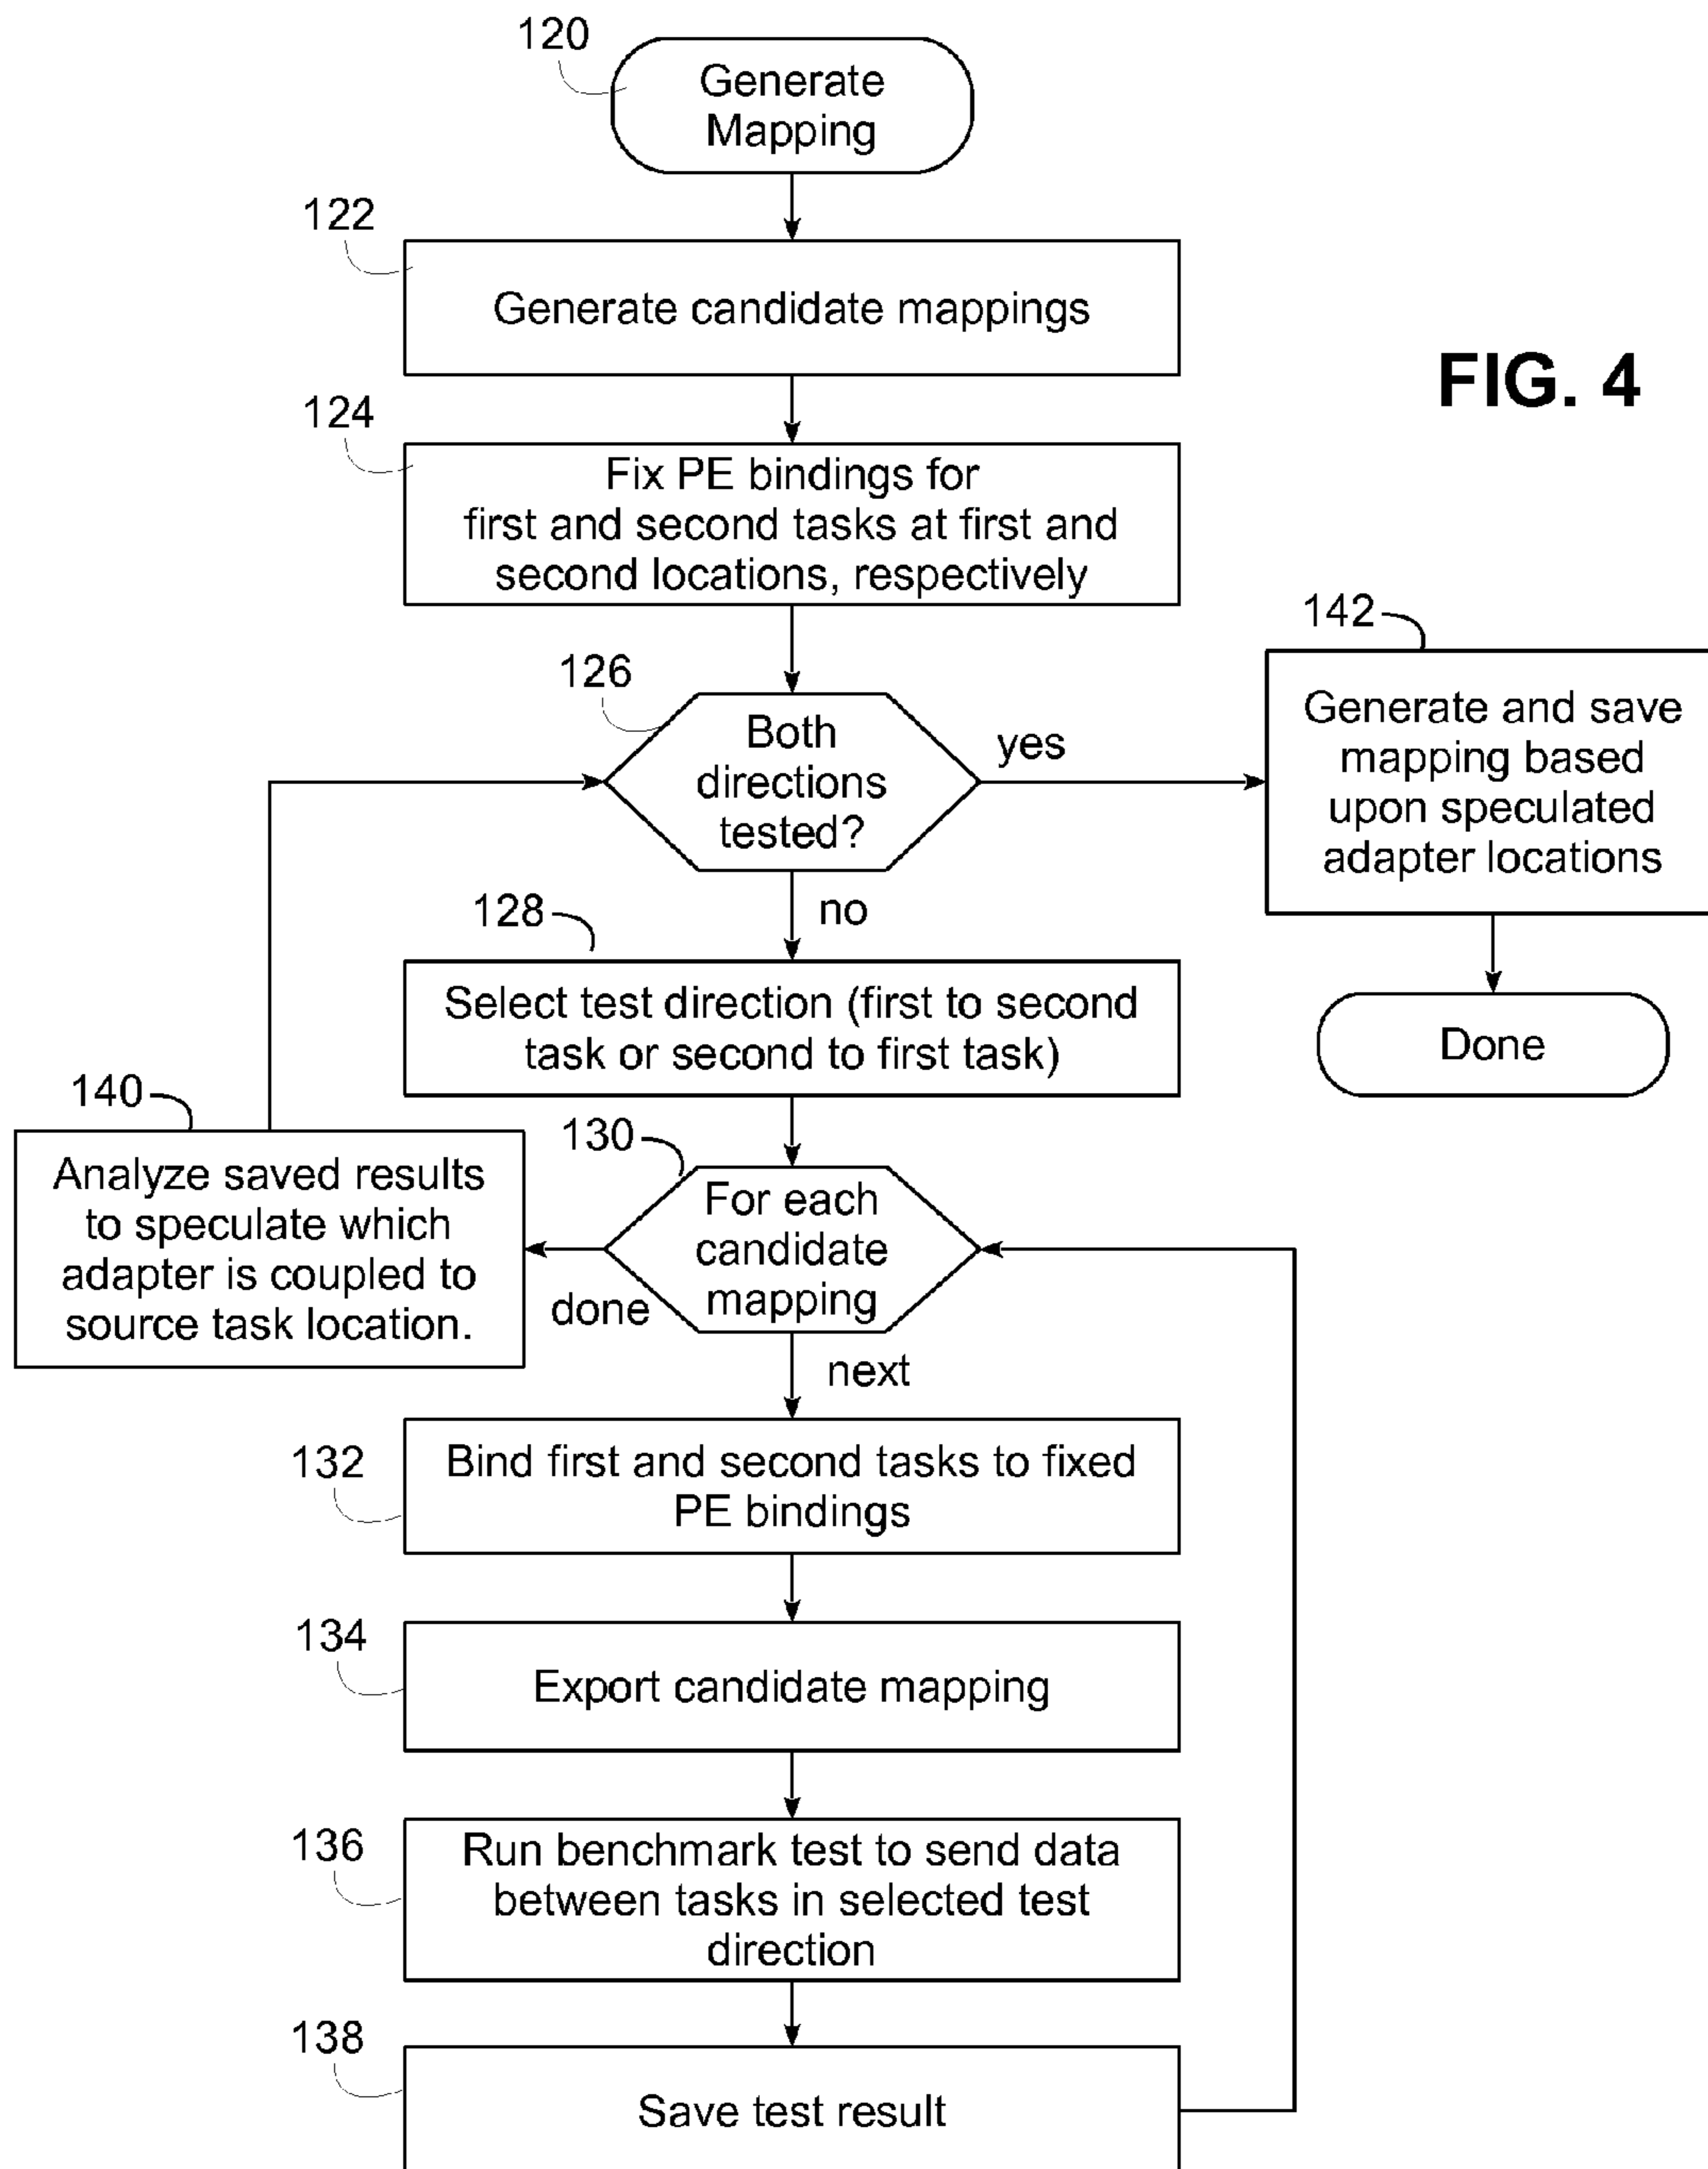 120
Generate
Mapping
122
Generate candidate mappings
FIG. 4
124
Fix PE bindings for
first and second tasks at first and
second locations, respectively
126
Both
directions
tested?
yes
no
142
Generate and save
mapping based
upon speculated
adapter locations
Done
128
Select test direction (first to second
task or second to first task)
140
Analyze saved results
to speculate which
adapter is coupled to
source task location.
130
For each
candidate
mapping
done
next
132
Bind first and second tasks to fixed
PE bindings
134
Export candidate mapping
136
Run benchmark test to send data
between tasks in selected test
direction
138
Save test result